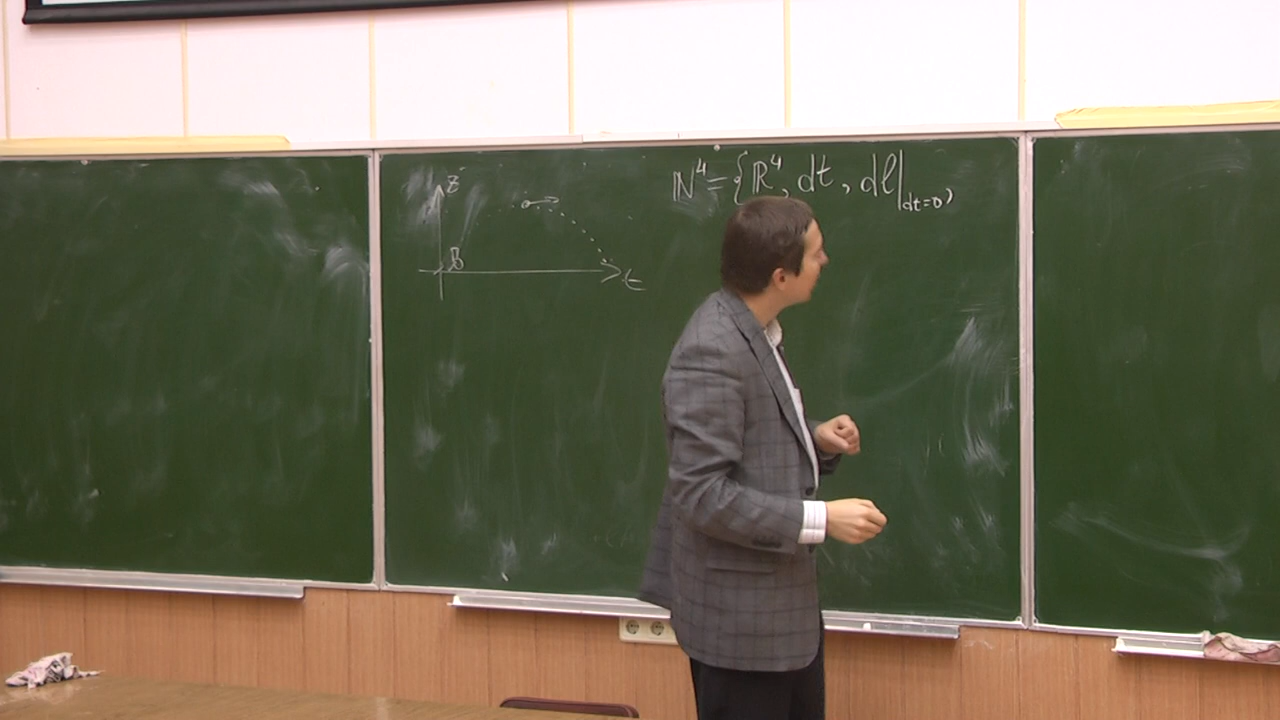 ℕ⁴={ℝ⁴, dt, dl|dt=0}
z
t